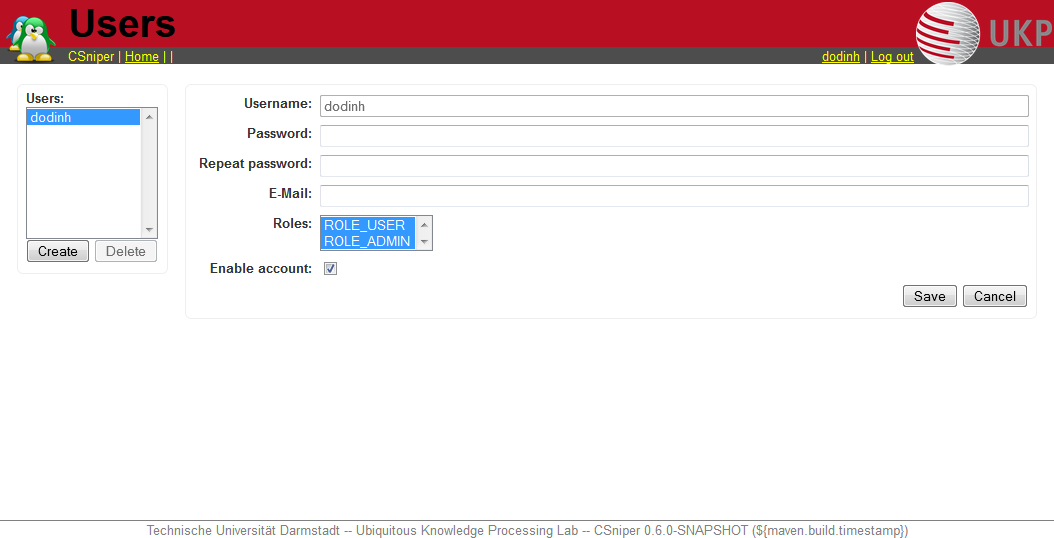 Users
CSniper | Home | |
dodinh | Log out
UKP
Users:
dodinh
Create Delete
Username: dodinh
Password:
Repeat password:
E-Mail:
Roles: ROLE_USER
ROLE_ADMIN
Enable account:
Save Cancel
Technische Universität Darmstadt -- Ubiquitous Knowledge Processing Lab -- CSniper 0.6.0-SNAPSHOT (${maven.build.timestamp})